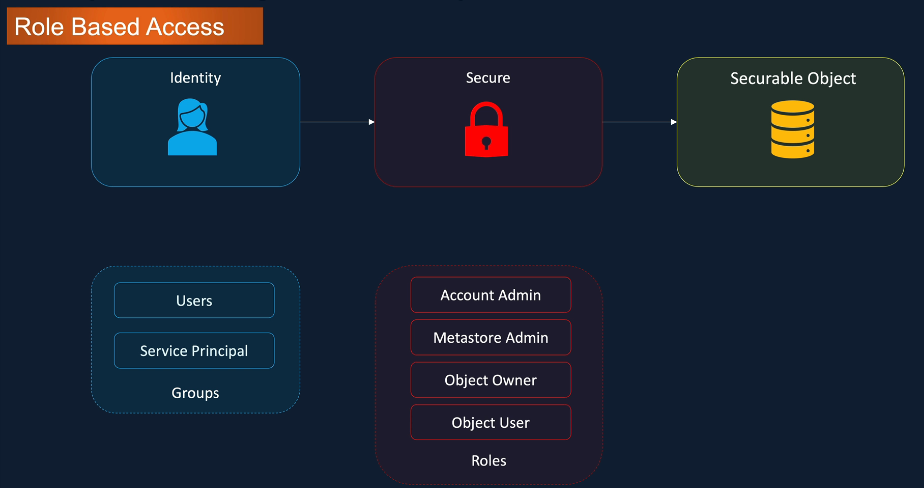 Role Based Access
Identity
Secure
Securable Object
Users
Service Principal
Groups
Account Admin
Metastore Admin
Object Owner
Object User
Roles